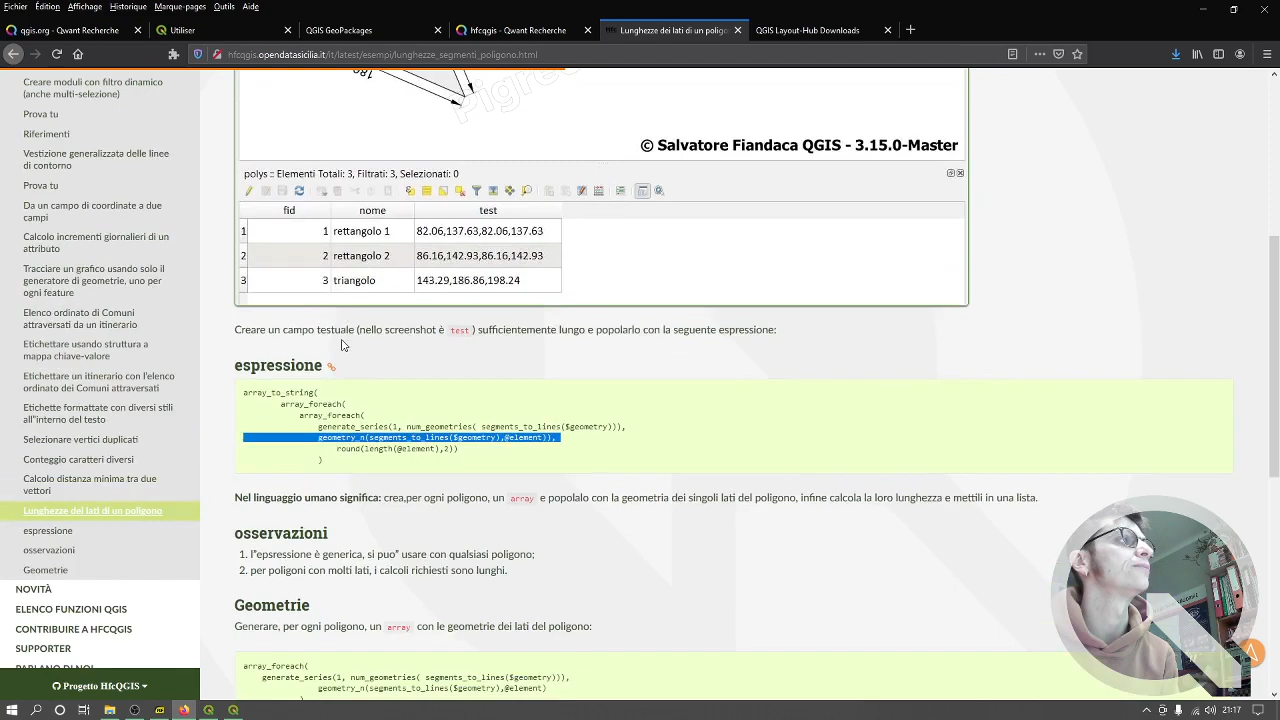 Fichier Édition Affichage Historique Marque-pages Outils Aide
qgis.org - Qwant Recherche
Utiliser
QGIS GeoPackages
hfcqgis - Qwant Recherche
Lunghezze dei lati di un poligo
QGIS Layout-Hub Downloads
hfcqgis.opendatasicilia.it/it/latest/esempi/lunghezze_segmenti_poligono.html
Creare moduli con filtro dinamico
(anche multi-selezione)
Prova tu
Riferimenti
Vestizione generalizzata delle linee
di contorno
Prova tu
Da un campo di coordinate a due
campi
Calcolo incrementi giornalieri di un
attributo
Tracciare un grafico usando solo il
generatore di geometrie, uno per
ogni feature
Elenco ordinato di Comuni
attraversati da un itinerario
Etichettare usando struttura a
mappa chiave-valore
Etichettare un itinerario con l'elenco
ordinato dei Comuni attraversati
Etichette formattate con diversi stili
all"interno del testo
Selezionare vertici duplicati
Conteggio caratteri diversi
Calcolo distanza minima tra due
vettori
Lunghezze dei lati di un poligono
espressione
osservazioni
Geometrie
NOVITÀ
ELENCO FUNZIONI QGIS
CONTRIBUIRE A HFCQGIS
SUPPORTER
PARLANO DI NOI
Progetto HfcQGIS
180
Pigrec
© Salvatore Fiandaca QGIS - 3.15.0-Master
polys :: Elementi Totali: 3, Filtrati: 3, Selezionati: 0
fid nome test
1 1 rettangolo 1 82.06,137.63,82.06,137.63
2 2 rettangolo 2 86.16,142.93,86.16,142.93
3 3 triangolo 143.29,186.86,198.24
Creare un campo testuale (nello screenshot è test ) sufficientemente lungo e popolarlo con la seguente espressione:
espressione
array_to_string(
array_foreach(
array_foreach(
generate_series(1, num_geometries( segments_to_lines($geometry))),
geometry_n(segments_to_lines($geometry),@element)),
round(length(@element),2))
)
Nel linguaggio umano significa: crea,per ogni poligono, un array e popolalo con la geometria dei singoli lati del poligono, infine calcola la loro lunghezza e mettili in una lista.
osservazioni
1. l"epsressione è generica, si puo" usare con qualsiasi poligono;
2. per poligoni con molti lati, i calcoli richiesti sono lunghi.
Geometrie
Generare, per ogni poligono, un array con le geometrie dei lati del poligono:
array_foreach(
generate_series(1, num_geometries( segments_to_lines($geometry))),
geometry_n(segments_to_lines($geometry),@element)
)
21:17